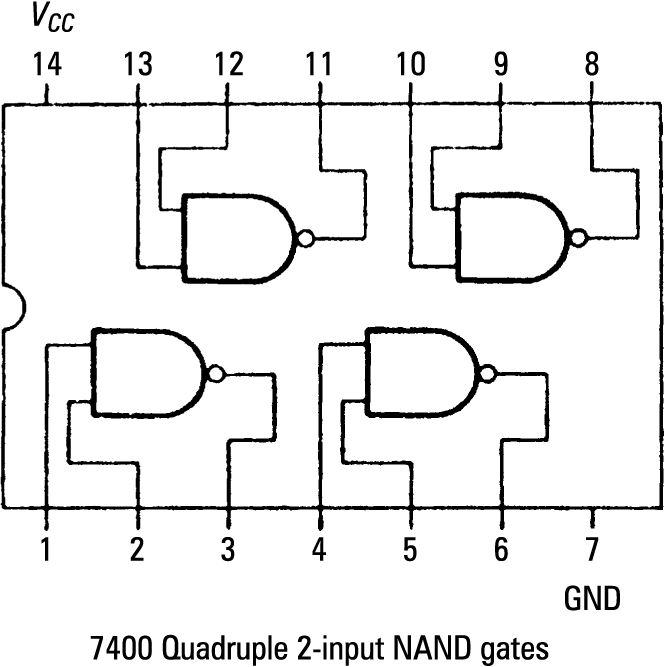 VCC
14 13 12 11 10 9 8
1 2 3 4 5 6 7
GND
7400 Quadruple 2-input NAND gates